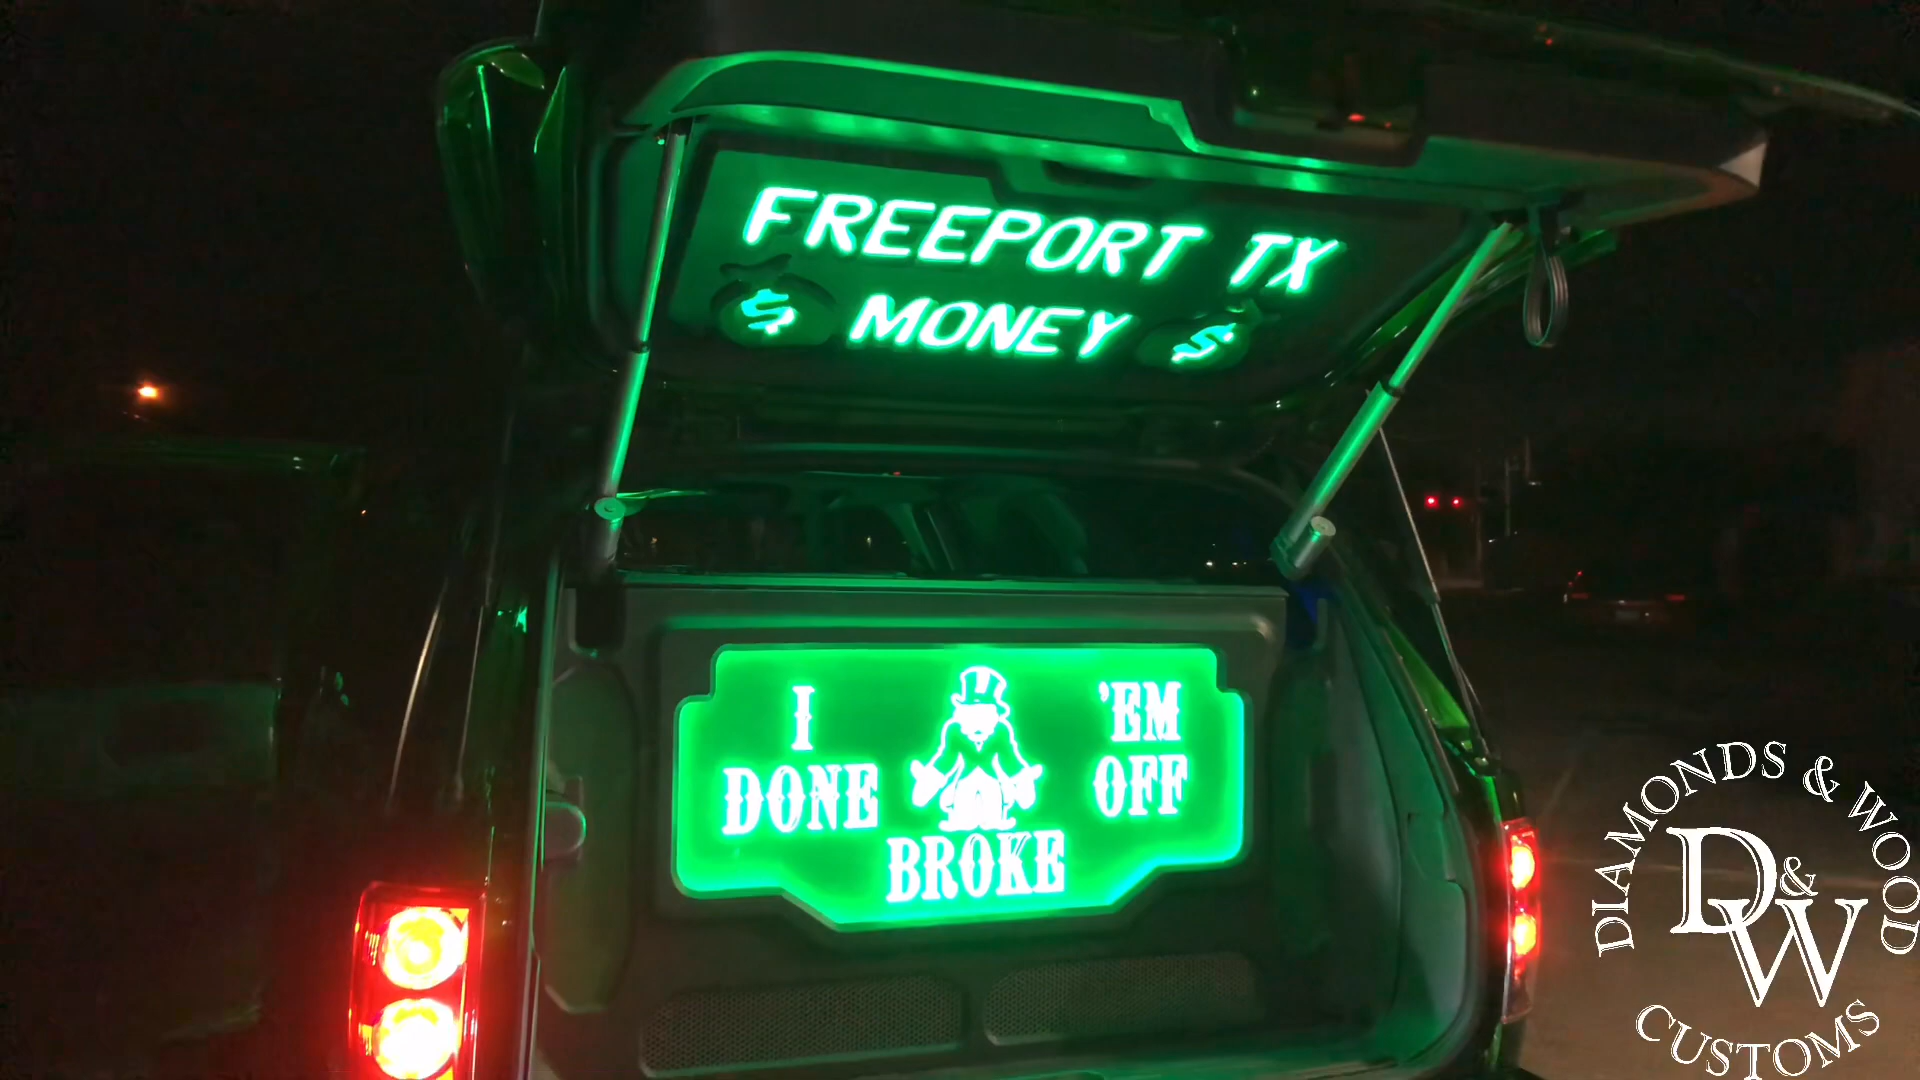 FREEPORT TX
$ MONEY $
I
DONE
'EM
OFF
BROKE
DIAMONDS & WOOD
D&W
CUSTOMS